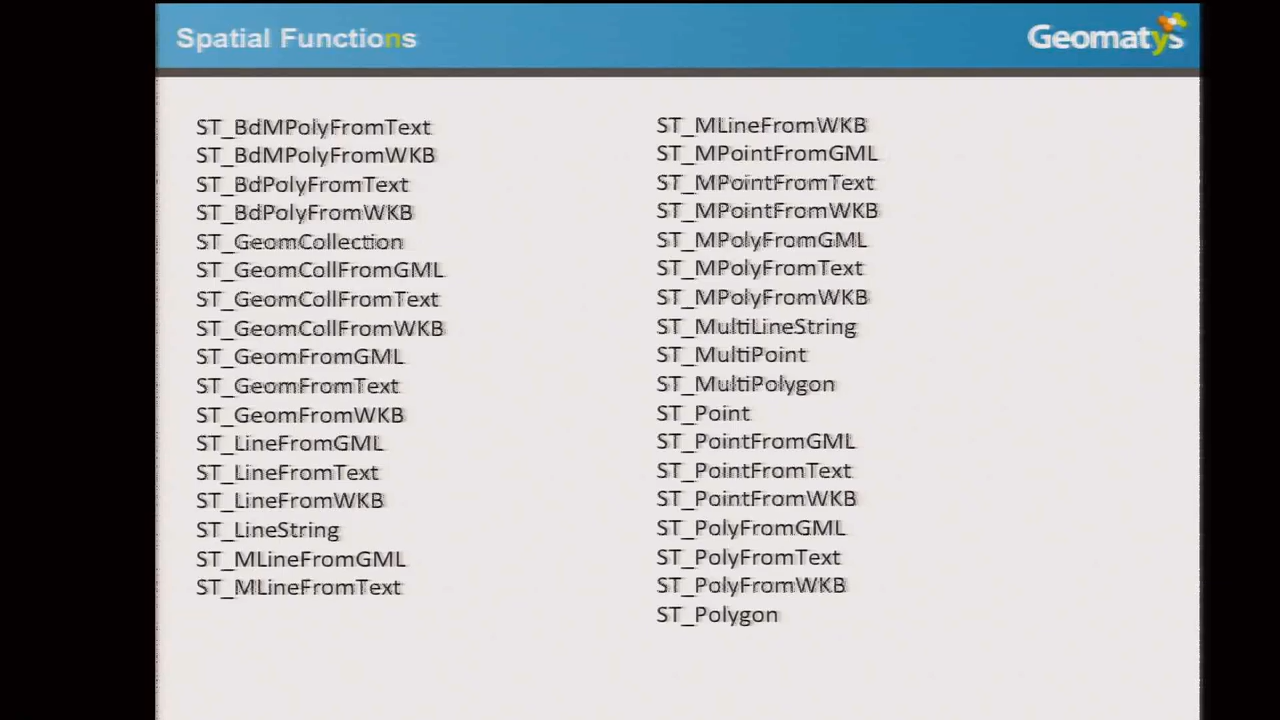 Spatial Functions
Geomatys
ST_BdMPolyFromText
ST_BdMPolyFromWKB
ST_BdPolyFromText
ST_BdPolyFromWKB
ST_GeomCollection
ST_GeomCollFromGML
ST_GeomCollFromText
ST_GeomCollFromWKB
ST_GeomFromGML
ST_GeomFromText
ST_GeomFromWKB
ST_LineFromGML
ST_LineFromText
ST_LineFromWKB
ST_LineString
ST_MLineFromGML
ST_MLineFromText
ST_MLineFromWKB
ST_MPointFromGML
ST_MPointFromText
ST_MPointFromWKB
ST_MPolyFromGML
ST_MPolyFromText
ST_MPolyFromWKB
ST_MultiLineString
ST_MultiPoint
ST_MultiPolygon
ST_Point
ST_PointFromGML
ST_PointFromText
ST_PointFromWKB
ST_PolyFromGML
ST_PolyFromText
ST_PolyFromWKB
ST_Polygon